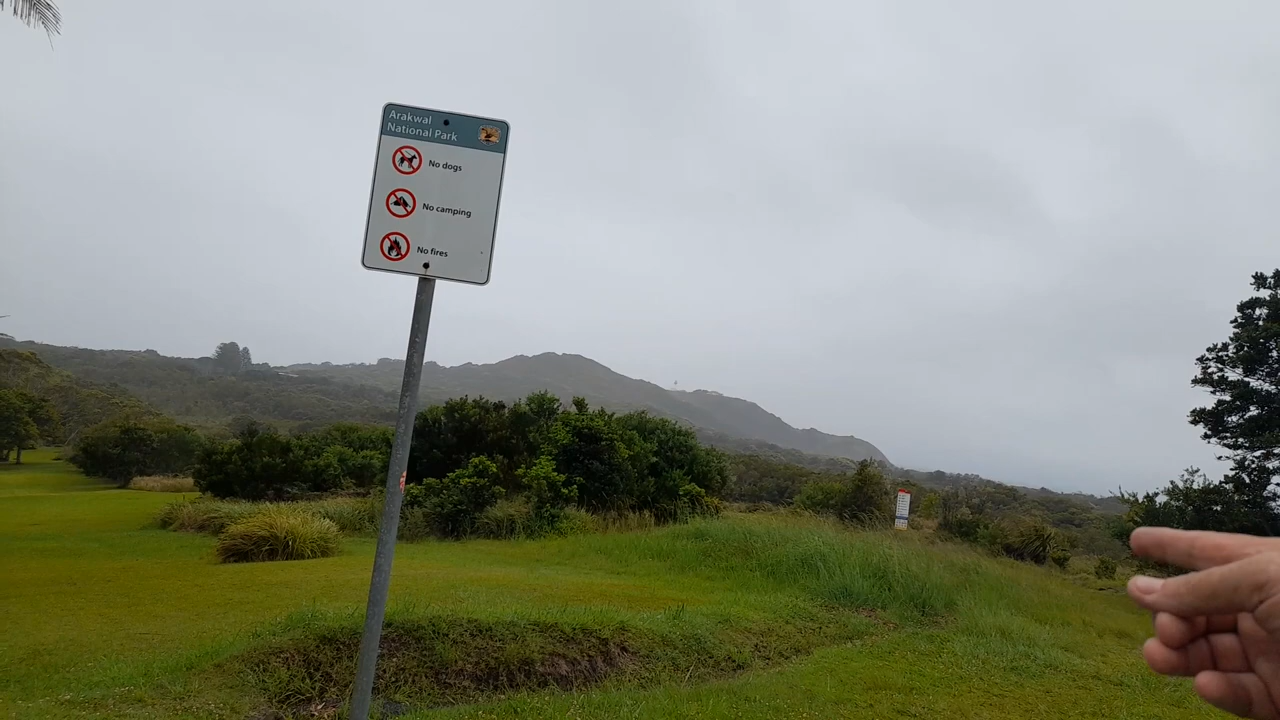 Arakwal
National Park
No dogs
No camping
No fires